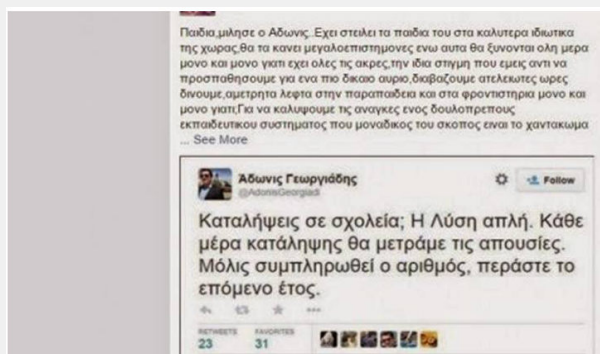 Παιδια,μιλησε ο Αδωνις..Εχει στειλει τα παιδια του στα καλυτερα ιδιωτικα
της χωρας,θα τα κανει μεγαλοεπιστημονες ενω αυτα θα ξυνονται ολη μερα
μονο και μονο γιατι εχει ολες τις ακρες,την ιδια στιγμη που εμεις αντι να
προσπαθησουμε για ενα πιο δικαιο αυριο,διαβαζουμε ατελειωτες ωρες
δινουμε,αμετρητα λεφτα στην παραπαιδεια και στα φροντιστηρια μονο και
μονο γιατι;Για να καλυψουμε τις αναγκες ενος δουλοπρεπους
εκπαιδευτικου συστηματος που μοναδικος του σκοπος ειναι το χαντακωμα
... See More
Άδωνις Γεωργιάδης
@AdonisGeorgiadi
Follow
Καταλήψεις σε σχολεία; Η Λύση απλή. Κάθε
μέρα κατάληψης θα μετράμε τις απουσίες.
Μόλις συμπληρωθεί ο αριθμός, περάστε το
επόμενο έτος.
RETWEETS FAVORITES
23 31